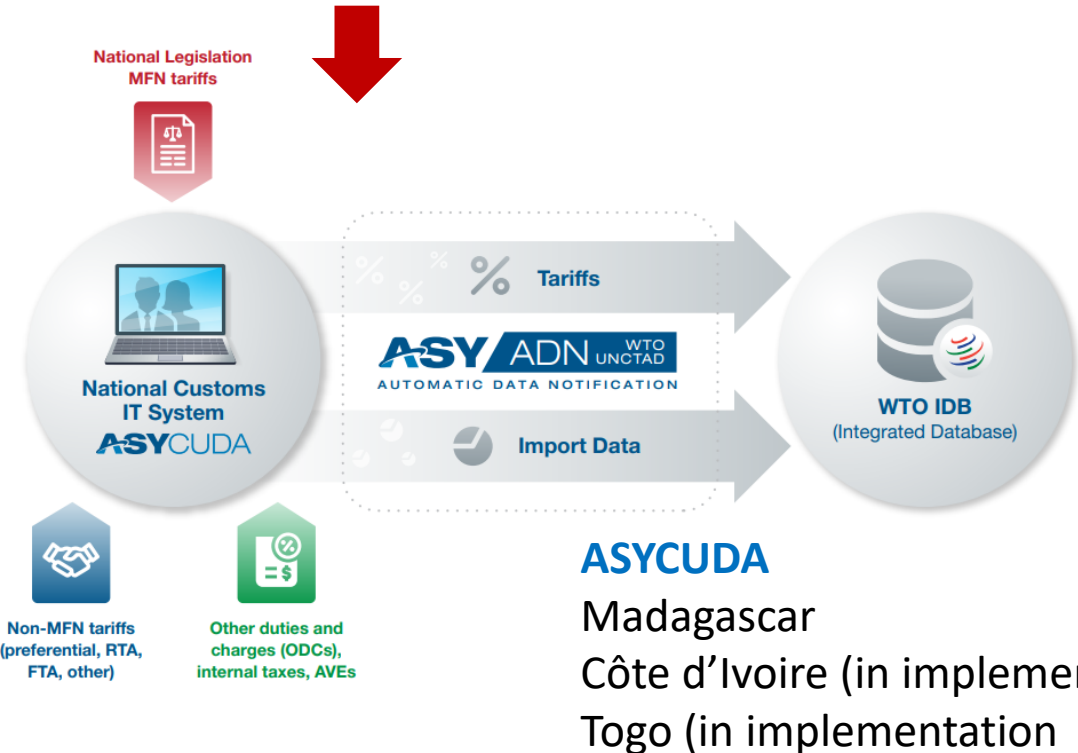 National Legislation
MFN tariffs
Tariffs
ASY ADN WTO UNCTAD
AUTOMATIC DATA NOTIFICATION
National Customs
IT System
ASYCUDA
Import Data
WTO IDB
(Integrated Database)
Non-MFN tariffs
(preferential, RTA,
FTA, other)
Other duties and
charges (ODCs),
internal taxes, AVEs
ASYCUDA
Madagascar
Côte d’Ivoire (in implemen
Togo (in implementation